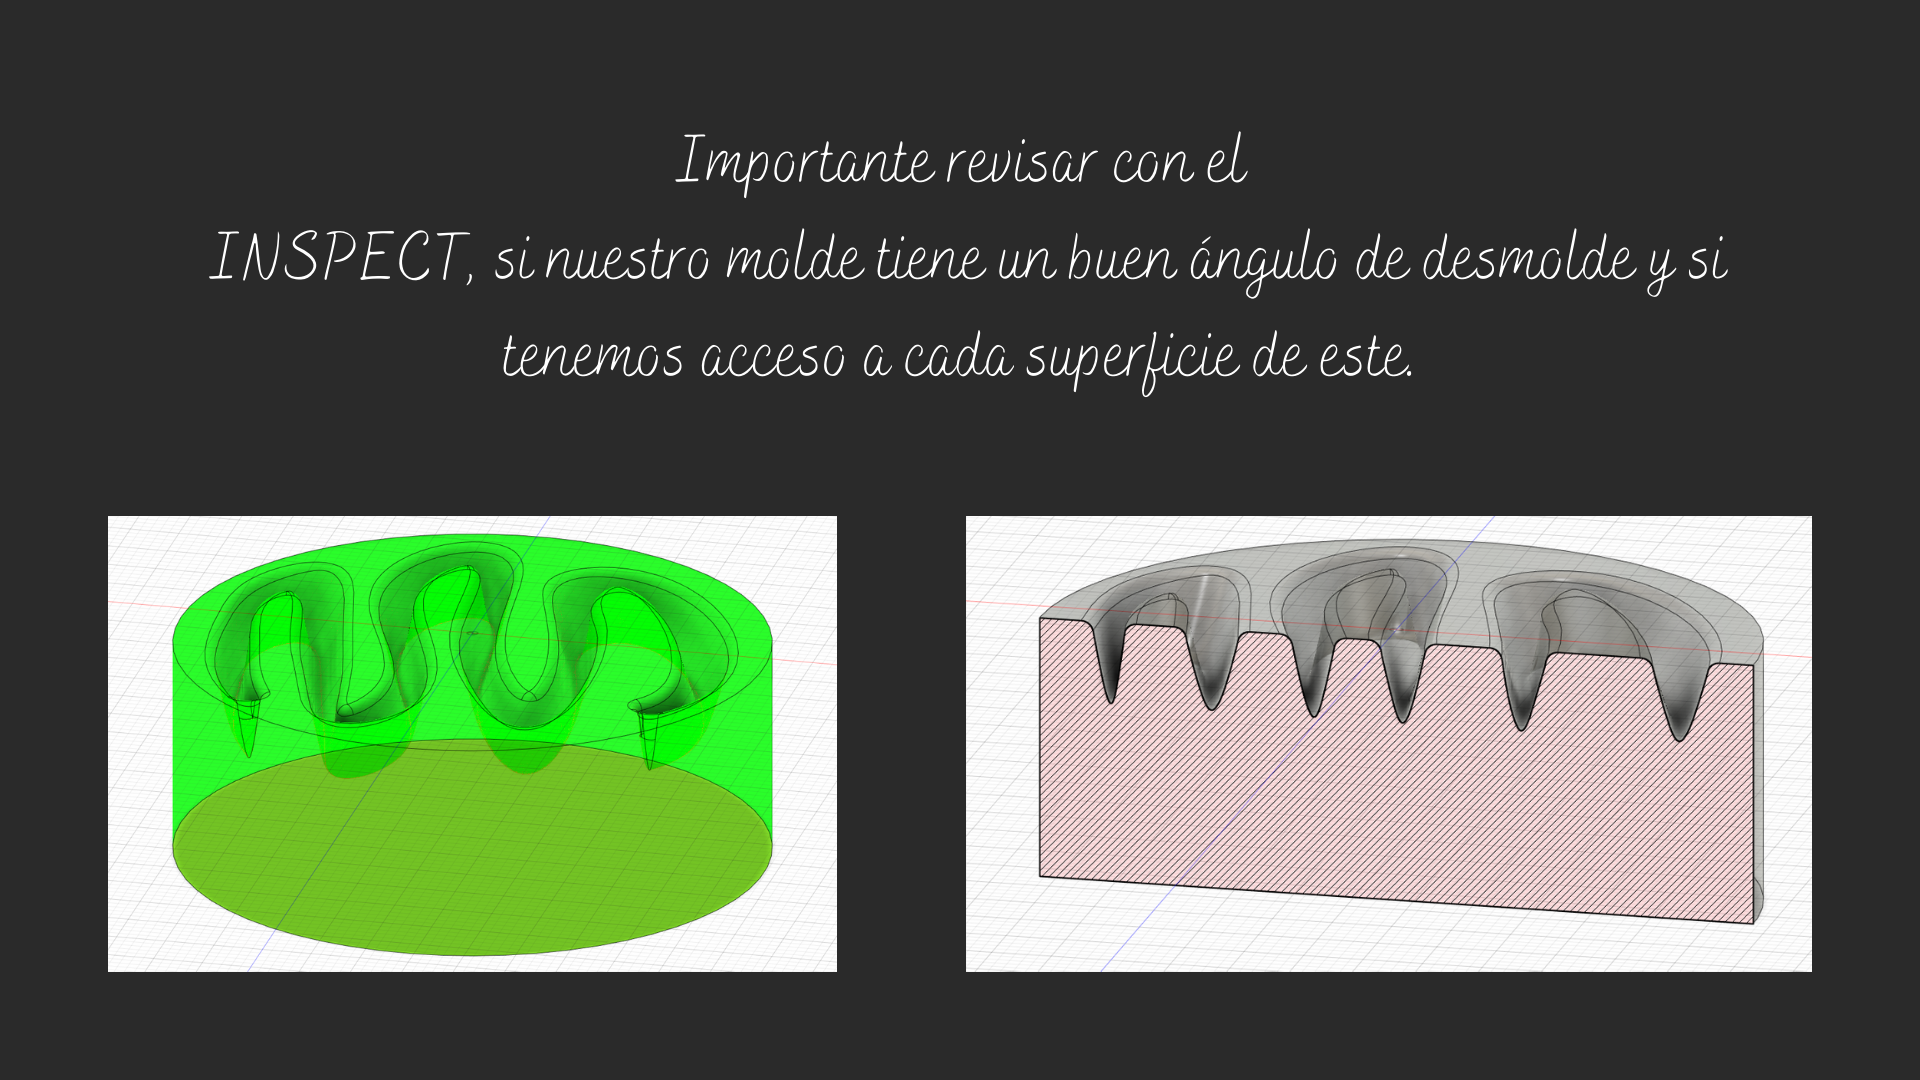 Importante revisar con el
INSPECT, si nuestro molde tiene un buen ángulo de desmolde y si
tenemos acceso a cada superficie de este.